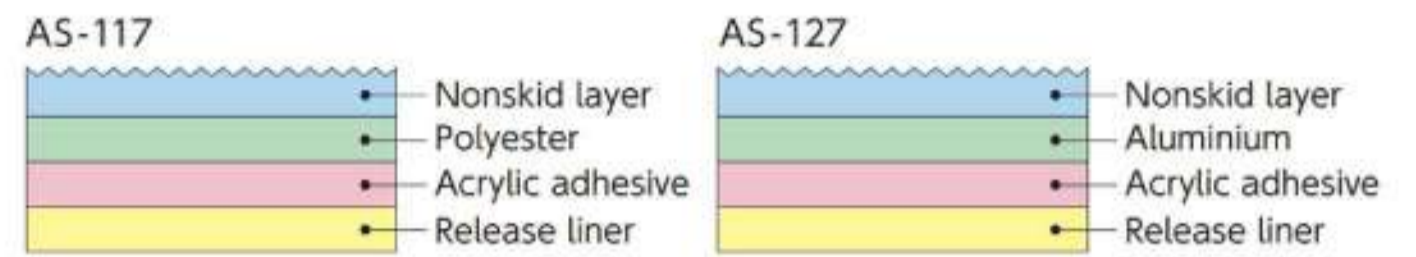 AS-117
Nonskid layer
Polyester
Acrylic adhesive
Release liner
AS-127
Nonskid layer
Aluminium
Acrylic adhesive
Release liner